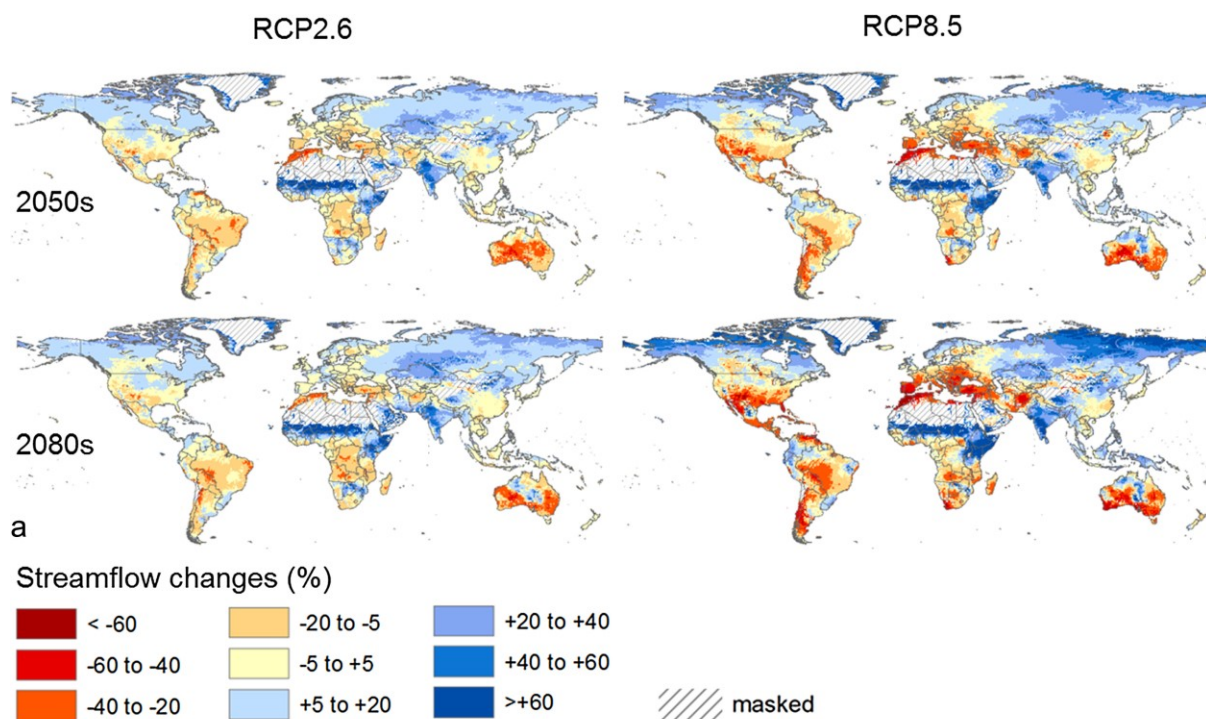 RCP2.6 RCP8.5
2050s
2080s
a
Streamflow changes (%)
< -60 -20 to -5 +20 to +40
-60 to -40 -5 to +5 +40 to +60
-40 to -20 +5 to +20 >+60 masked